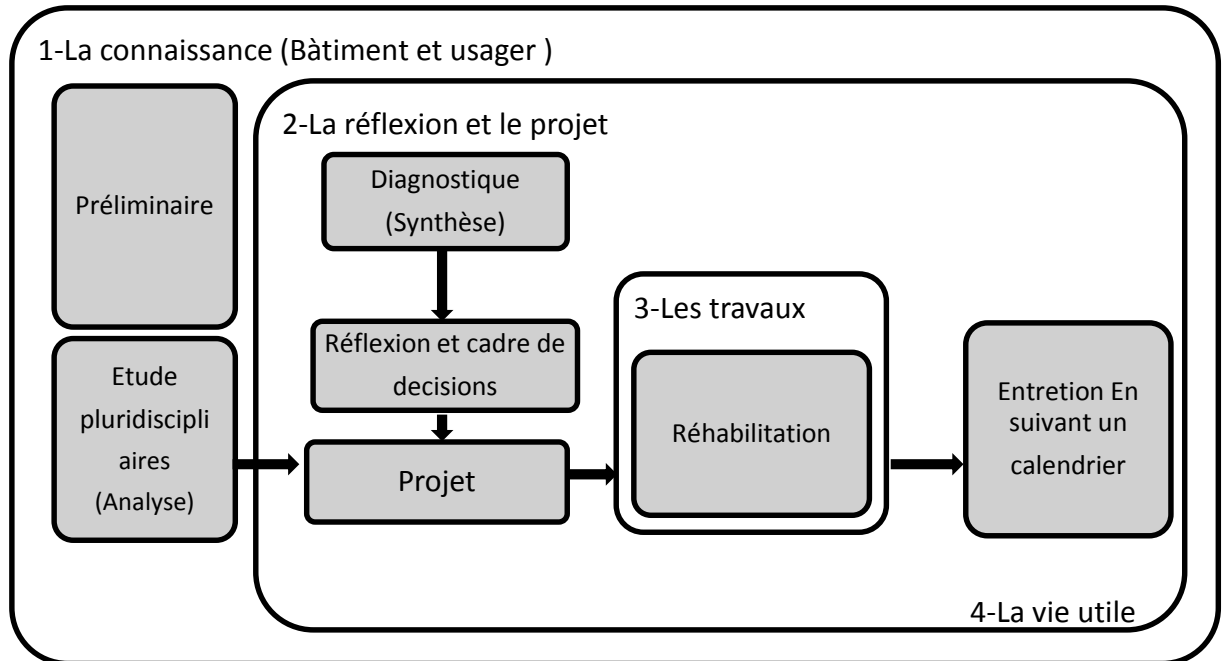 1-La connaissance (Bàtiment et usager )
Préliminaire
Etude
pluridiscipli
aires
(Analyse)
2-La réflexion et le projet
Diagnostique
(Synthèse)
Réflexion et cadre de
decisions
Projet
3-Les travaux
Réhabilitation
Entretion En
suivant un
calendrier
4-La vie utile